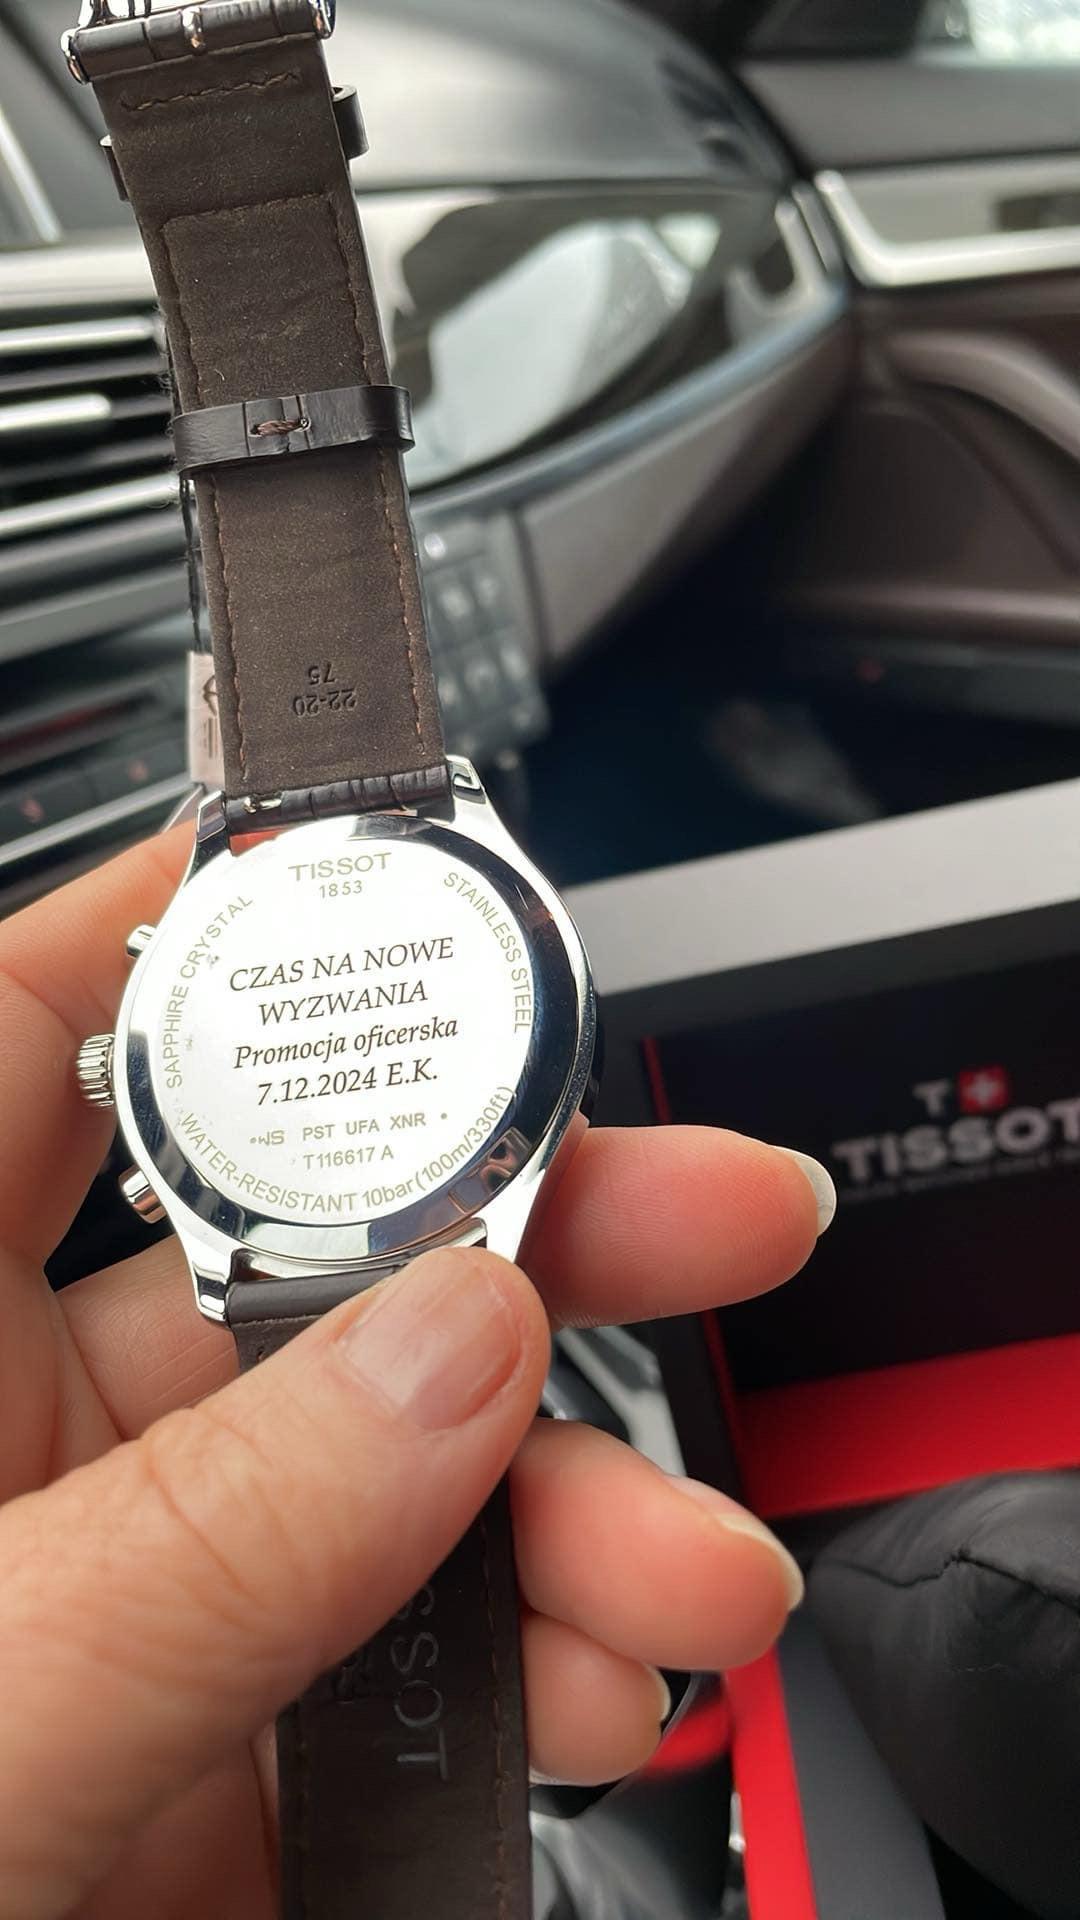 22-20
75
TISSOT
1853
SAPPHIRE CRYSTAL
STAINLESS STEEL
CZAS NA NOWE
WYZWANIA
Promocja oficerska
7.12.2024 E.K.
PST UFA XNR
T116617 A
WATER-RESISTANT 10bar (100m/330ft)
T+
TISSOT
SSOT